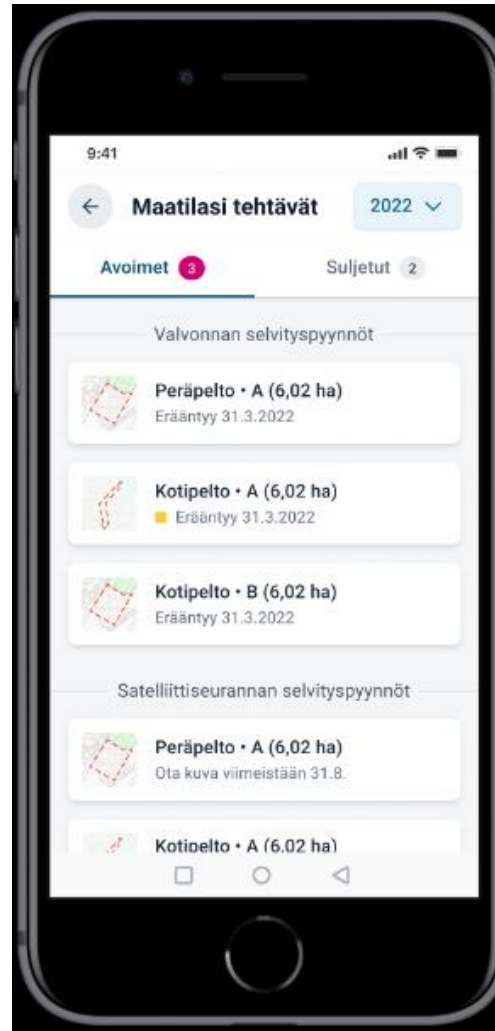 9:41
Maatilasi tehtävät
2022
Avoimet 3
Suljetut 2
Valvonnan selvityspyynnöt
Peräpelto • A (6,02 ha)
Erääntyy 31.3.2022
Kotipelto • A (6,02 ha)
Erääntyy 31.3.2022
Kotipelto • B (6,02 ha)
Erääntyy 31.3.2022
Satelliittiseurannan selvityspyynnöt
Peräpelto • A (6,02 ha)
Ota kuva viimeistään 31.8.
Kotipelto • A (6,02 ha)